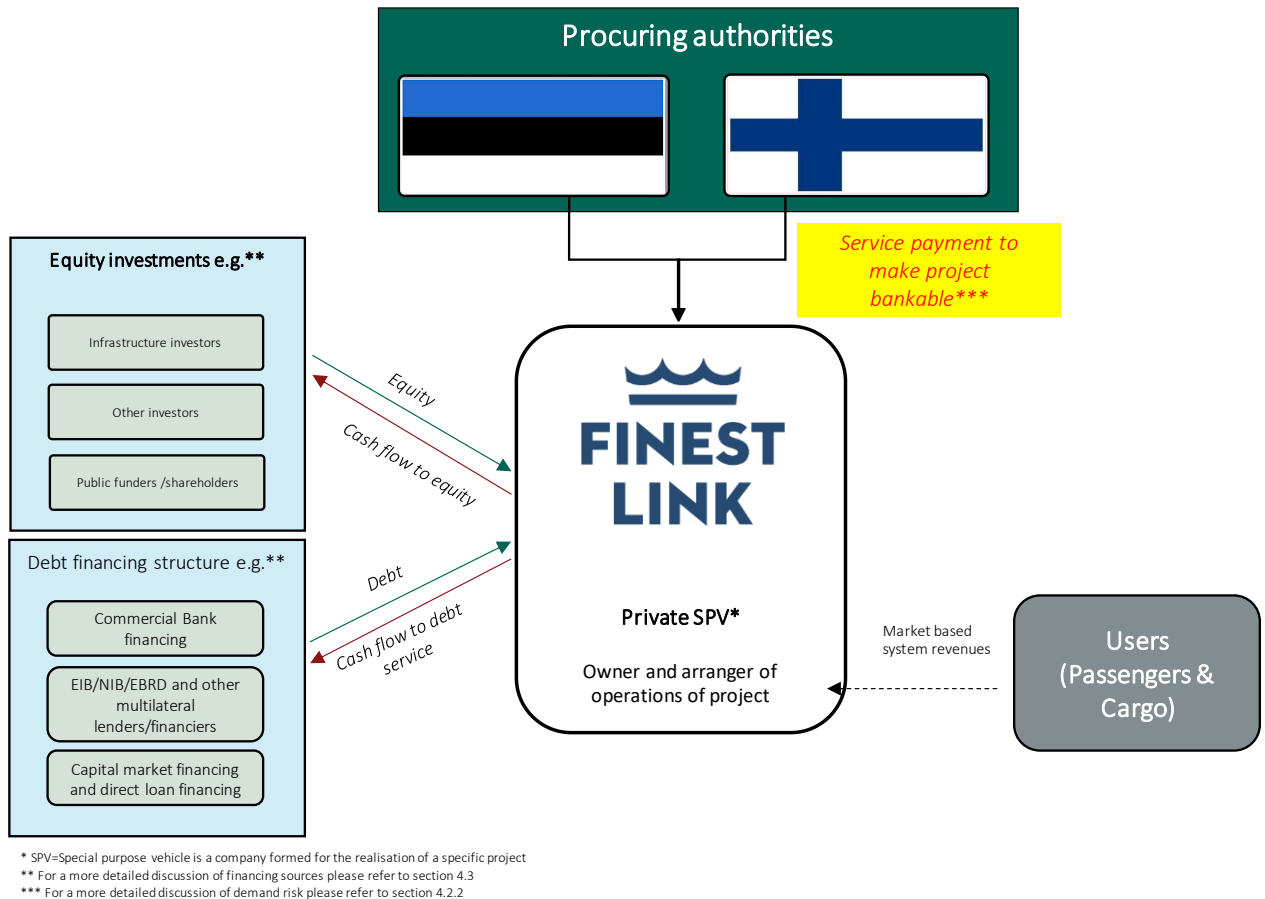 Procuring authorities
Service payment to
make project
bankable***
Equity investments e.g.**
Infrastructure investors
Other investors
Public funders /shareholders
Equity
Cash flow to equity
FINEST
LINK
Private SPV*
Owner and arranger of
operations of project
Debt financing structure e.g.**
Commercial Bank
financing
EIB/NIB/EBRD and other
multilateral
lenders/financiers
Capital market financing
and direct loan financing
Debt
Cash flow to debt
service
Market based
system revenues
Users
(Passengers &
Cargo)
* SPV=Special purpose vehicle is a company formed for the realisation of a specific project
** For a more detailed discussion of financing sources please refer to section 4.3
*** For a more detailed discussion of demand risk please refer to section 4.2.2